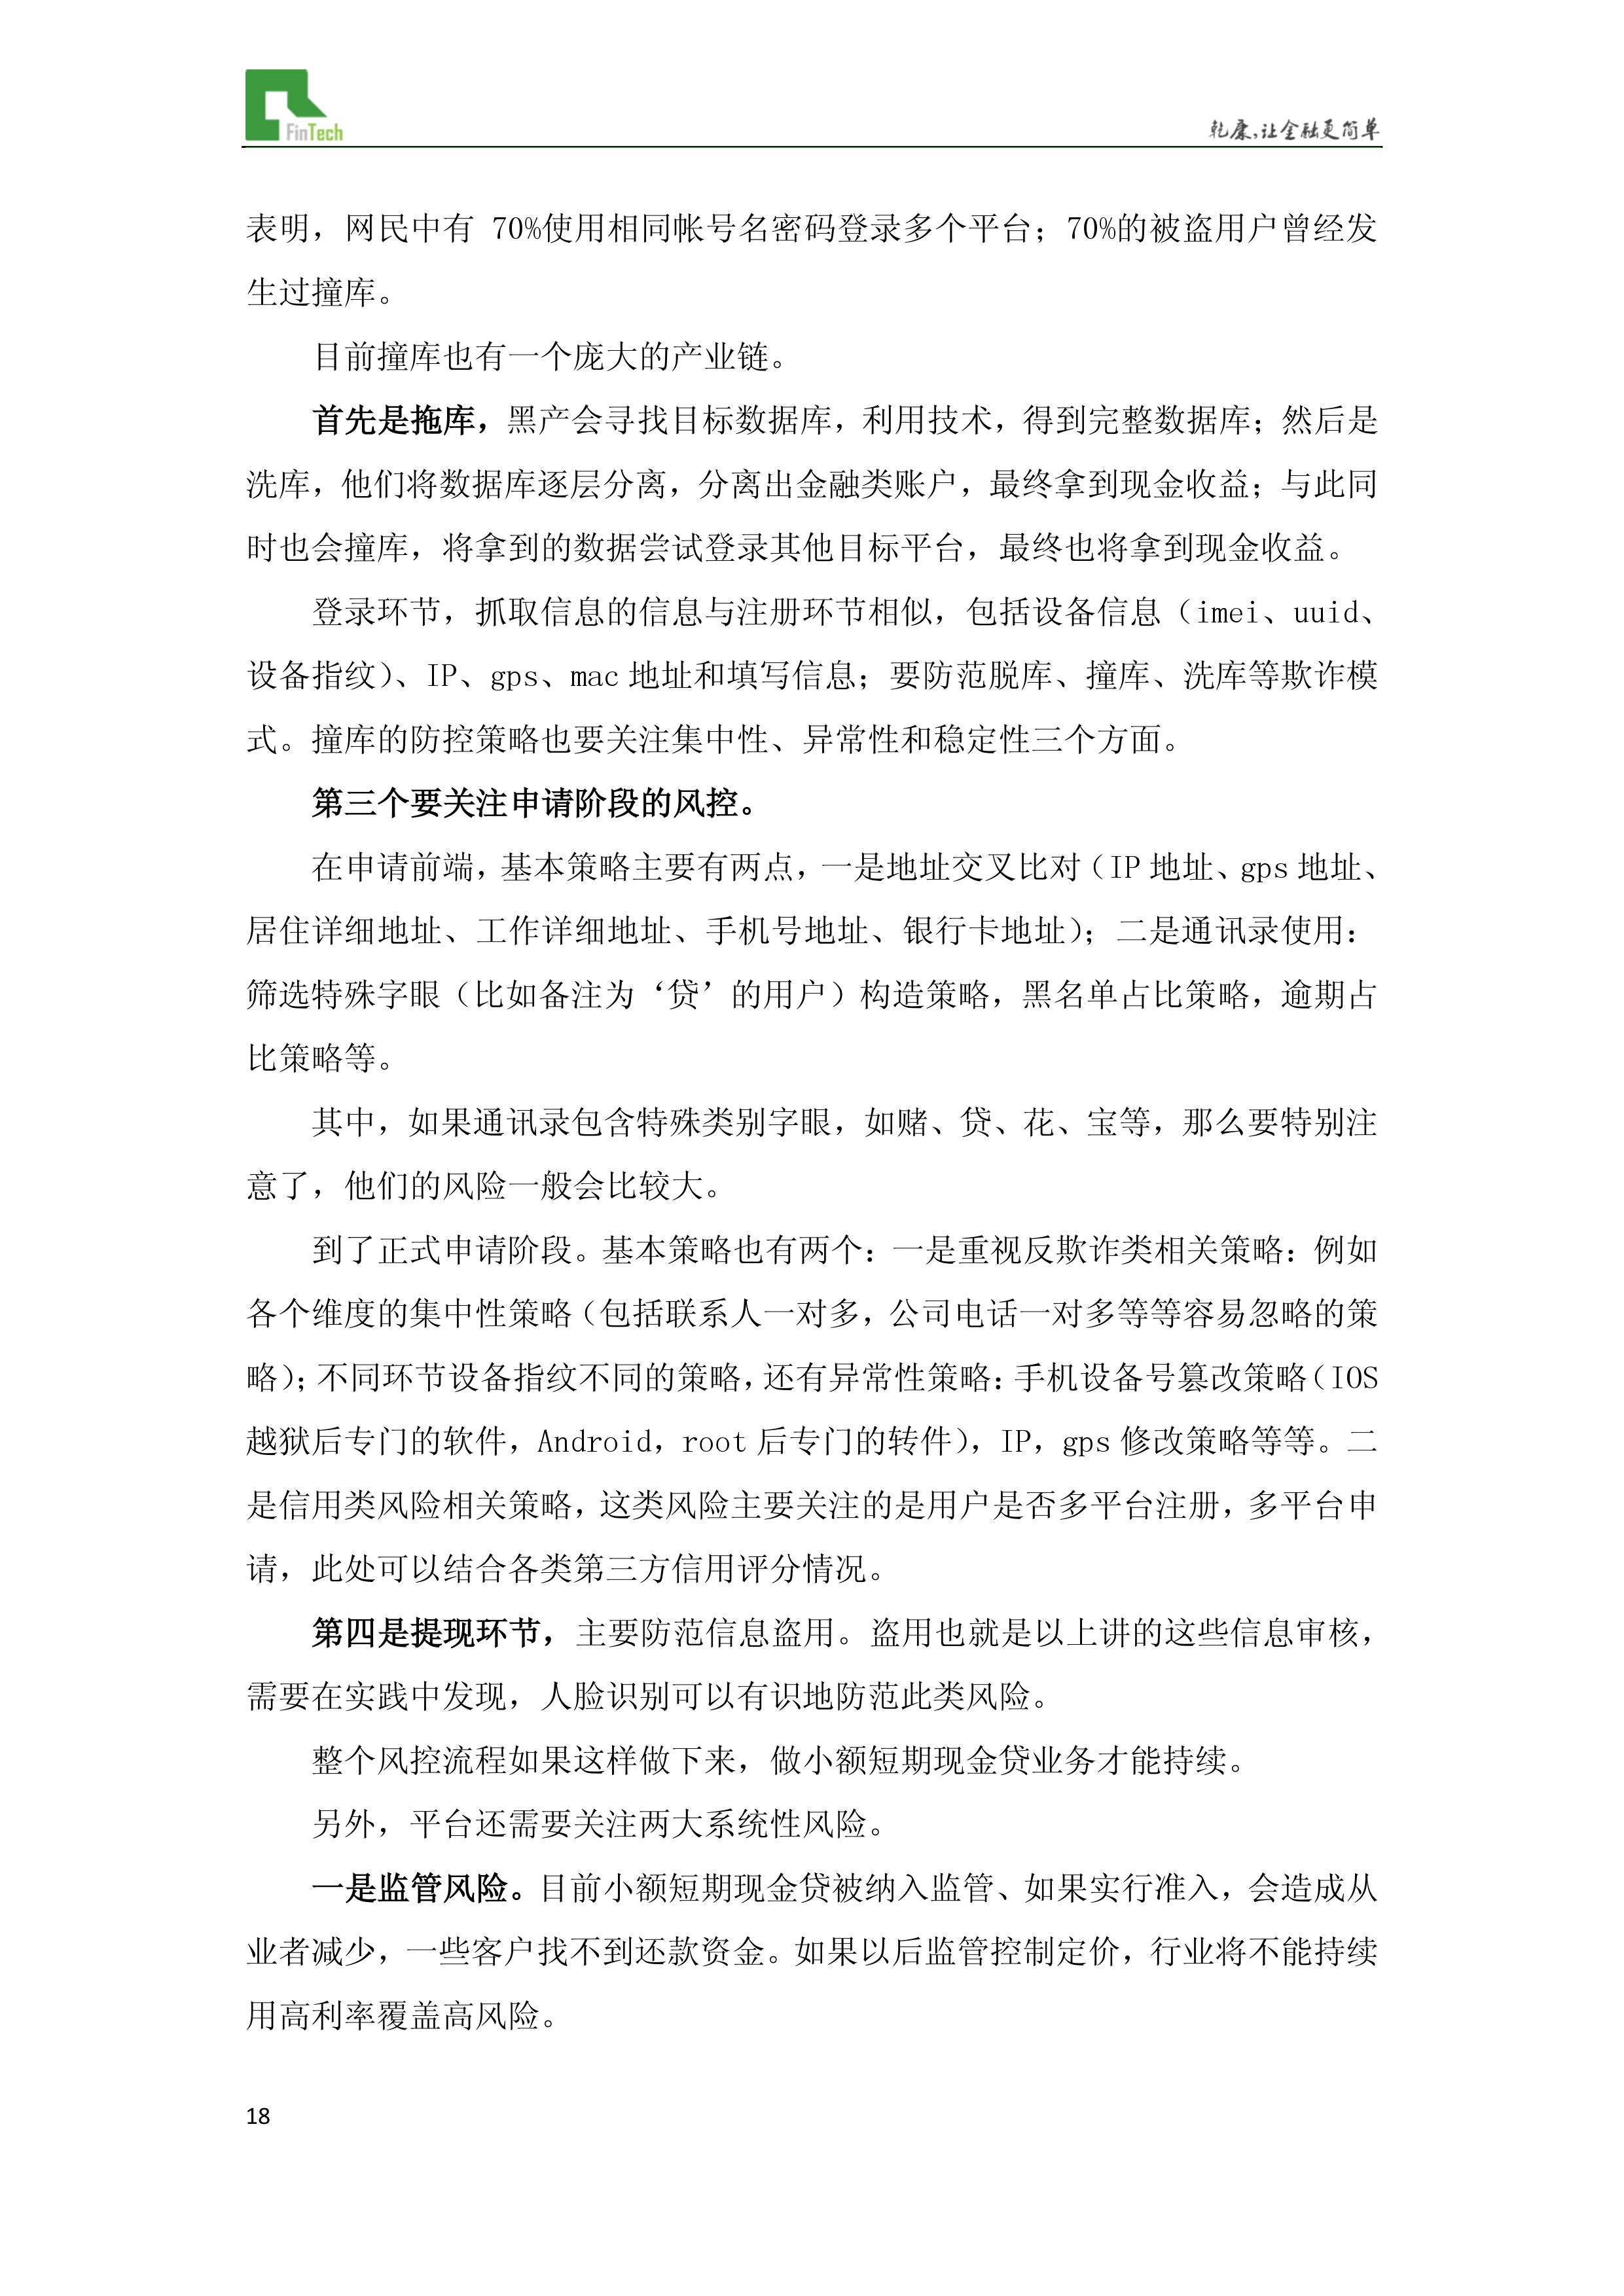 FinTech
乾康,让金融更简单
表明，网民中有 70%使用相同帐号名密码登录多个平台；70%的被盗用户曾经发
生过撞库。
目前撞库也有一个庞大的产业链。
首先是拖库，黑产会寻找目标数据库，利用技术，得到完整数据库；然后是
洗库，他们将数据库逐层分离，分离出金融类账户，最终拿到现金收益；与此同
时也会撞库，将拿到的数据尝试登录其他目标平台，最终也将拿到现金收益。
登录环节，抓取信息的信息与注册环节相似，包括设备信息（imei、uuid、
设备指纹）、IP、gps、mac 地址和填写信息；要防范脱库、撞库、洗库等欺诈模
式。撞库的防控策略也要关注集中性、异常性和稳定性三个方面。
第三个要关注申请阶段的风控。
在申请前端，基本策略主要有两点，一是地址交叉比对（IP 地址、gps 地址、
居住详细地址、工作详细地址、手机号地址、银行卡地址）；二是通讯录使用：
筛选特殊字眼（比如备注为‘贷’的用户）构造策略，黑名单占比策略，逾期占
比策略等。
其中，如果通讯录包含特殊类别字眼，如赌、贷、花、宝等，那么要特别注
意了，他们的风险一般会比较大。
到了正式申请阶段。基本策略也有两个：一是重视反欺诈类相关策略：例如
各个维度的集中性策略（包括联系人一对多，公司电话一对多等等容易忽略的策
略）；不同环节设备指纹不同的策略，还有异常性策略：手机设备号篡改策略（IOS
越狱后专门的软件，Android，root 后专门的转件），IP，gps 修改策略等等。二
是信用类风险相关策略，这类风险主要关注的是用户是否多平台注册，多平台申
请，此处可以结合各类第三方信用评分情况。
第四是提现环节，主要防范信息盗用。盗用也就是以上讲的这些信息审核，
需要在实践中发现，人脸识别可以有识地防范此类风险。
整个风控流程如果这样做下来，做小额短期现金贷业务才能持续。
另外，平台还需要关注两大系统性风险。
一是监管风险。目前小额短期现金贷被纳入监管、如果实行准入，会造成从
业者减少，一些客户找不到还款资金。如果以后监管控制定价，行业将不能持续
用高利率覆盖高风险。
18